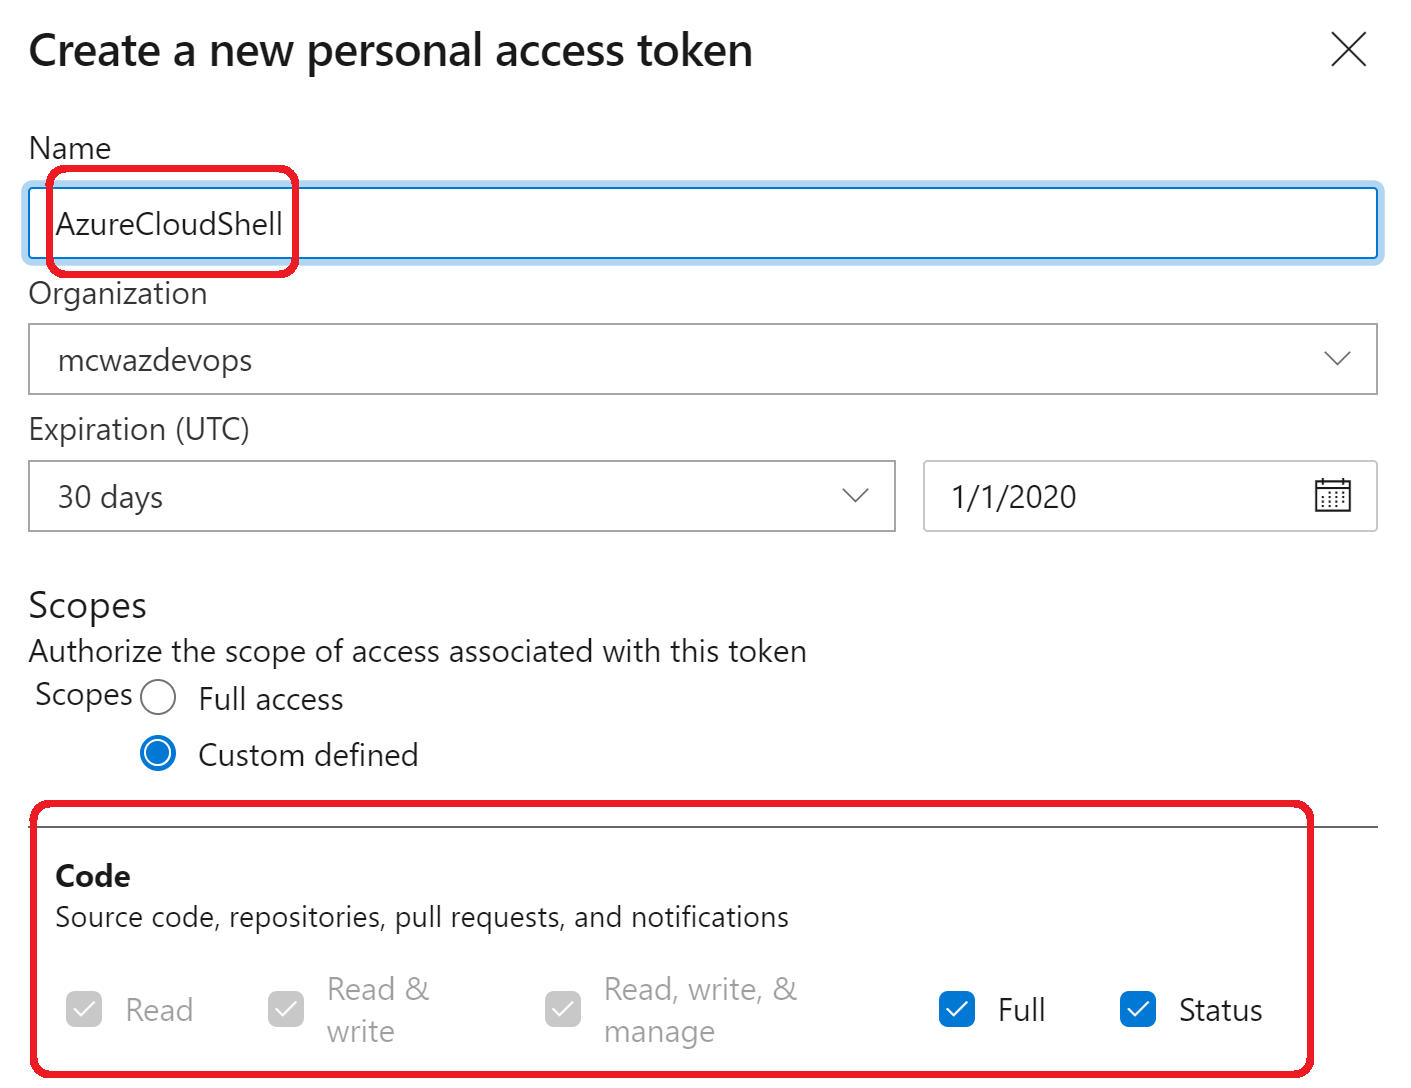 Create a new personal access token
Name
AzureCloudShell
Organization
mcwazdevops
Expiration (UTC)
30 days
1/1/2020
Scopes
Authorize the scope of access associated with this token
Scopes
Full access
Custom defined
Code
Source code, repositories, pull requests, and notifications
Read
Read &
write
Read, write, &
manage
Full
Status